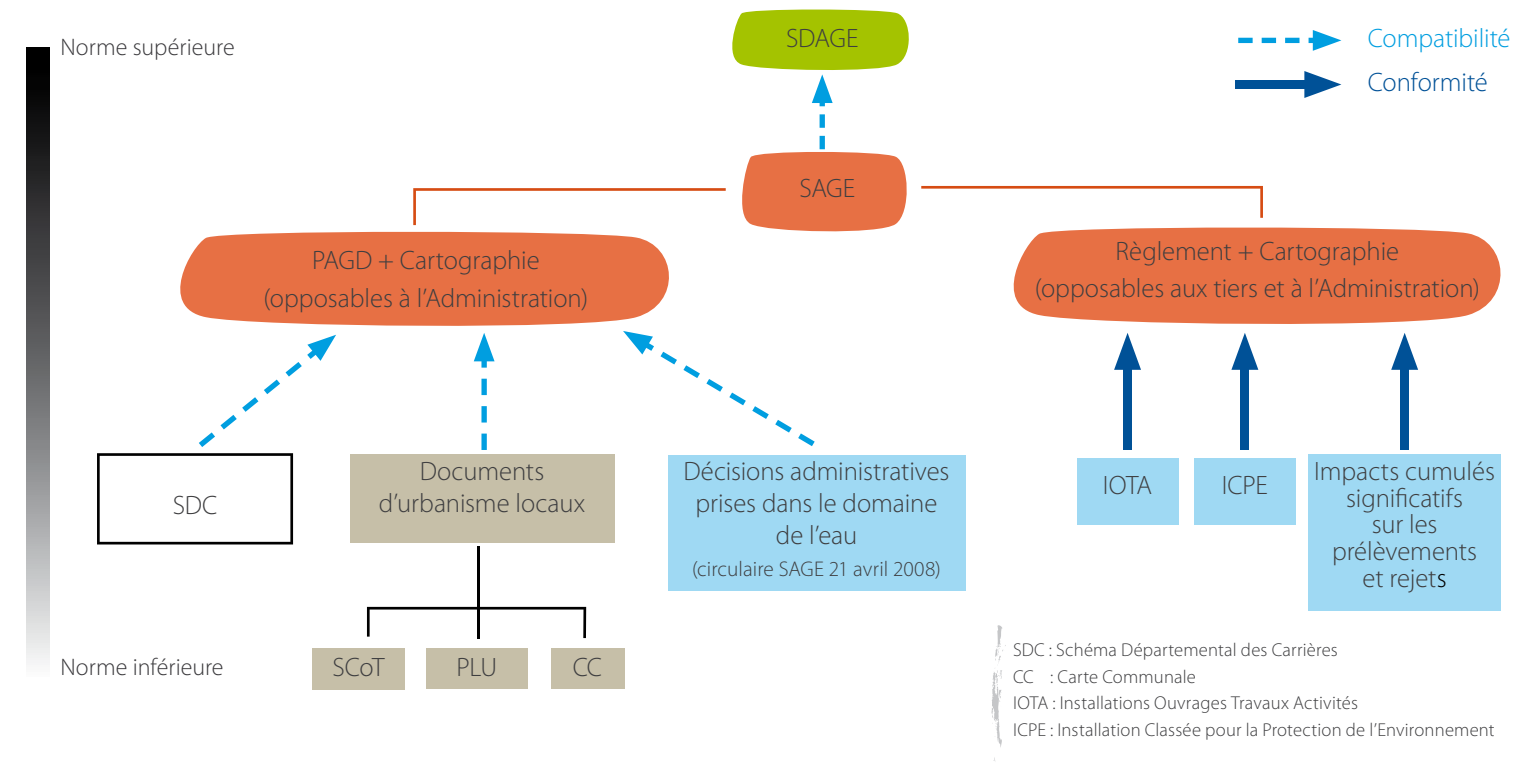 Norme supérieure
SDAGE
Compatibilité
Conformité
SAGE
PAGD + Cartographie
(opposables à l’Administration)
Règlement + Cartographie
(opposables aux tiers et à l’Administration)
SDC
Documents
d’urbanisme locaux
Décisions administratives
prises dans le domaine
de l’eau
(circulaire SAGE 21 avril 2008)
IOTA
ICPE
Impacts cumulés
significatifs
sur les
prélèvements
et rejets
Norme inférieure
SCoT
PLU
CC
SDC : Schéma Départemental des Carrières
CC : Carte Communale
IOTA : Installations Ouvrages Travaux Activités
ICPE : Installation Classée pour la Protection de l’Environnement